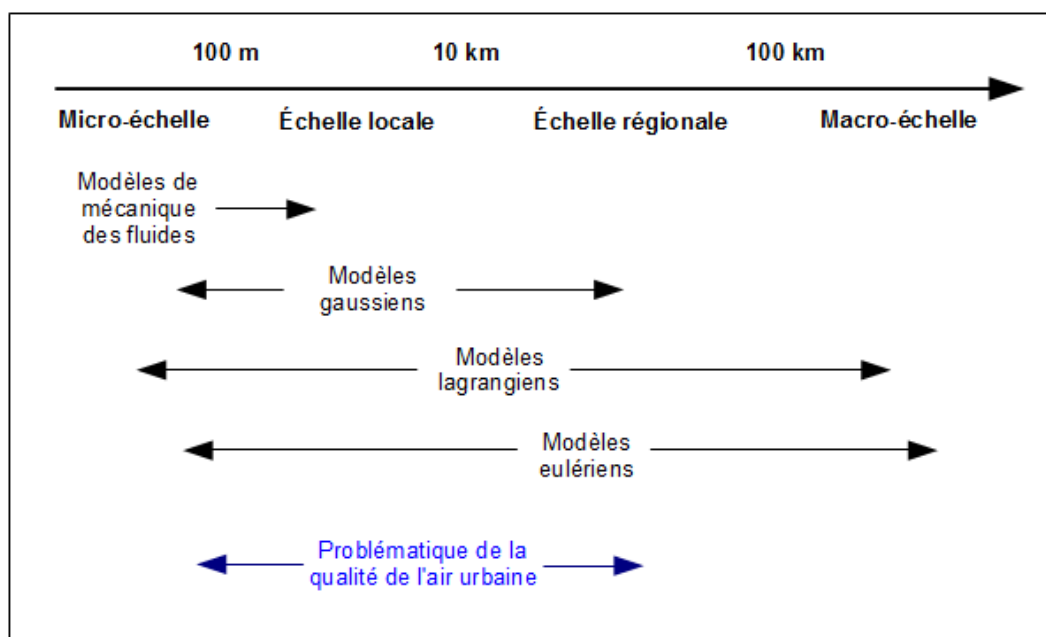 100 m 10 km 100 km
Micro-échelle Échelle locale Échelle régionale Macro-échelle
Modèles de
mécanique
des fluides
Modèles
gaussiens
Modèles
lagrangiens
Modèles
eulériens
Problématique de la
qualité de l'air urbaine